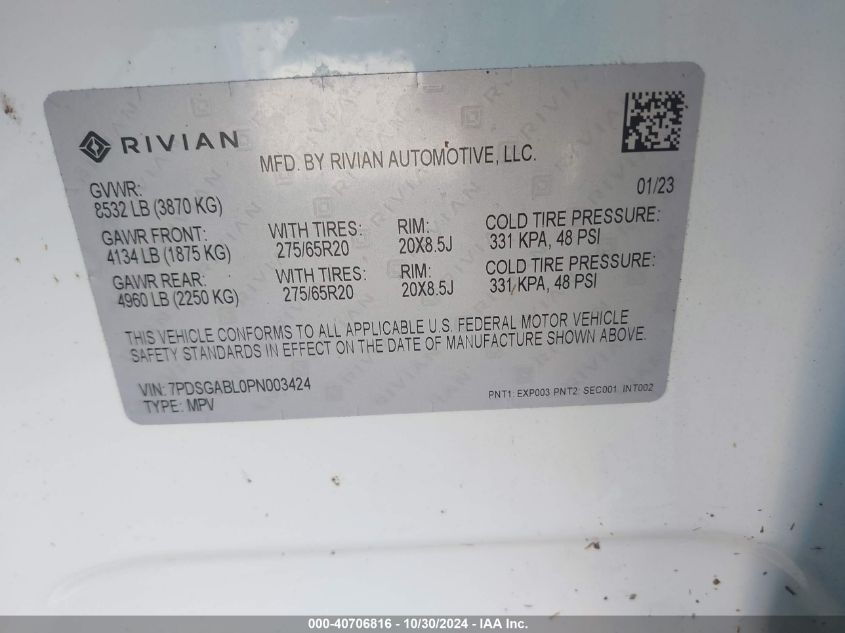 RIVIAN
MFD. BY RIVIAN AUTOMOTIVE, LLC.
01/23
GVWR:
8532 LB (3870 KG)
GAWR FRONT: WITH TIRES: RIM: COLD TIRE PRESSURE:
4134 LB (1875 KG) 275/65R20 20X8.5J 331 KPA, 48 PSI
GAWR REAR: WITH TIRES: RIM: COLD TIRE PRESSURE:
4960 LB (2250 KG) 275/65R20 20X8.5J 331 KPA, 48 PSI
THIS VEHICLE CONFORMS TO ALL APPLICABLE U.S. FEDERAL MOTOR VEHICLE
SAFETY STANDARDS IN EFFECT ON THE DATE OF MANUFACTURE SHOWN ABOVE.
VIN: 7PDSGABL0PN003424
TYPE: MPV
PNT1: EXP003 PNT2: SEC001 INT002
000-40706816 - 10/30/2024 - IAA Inc.